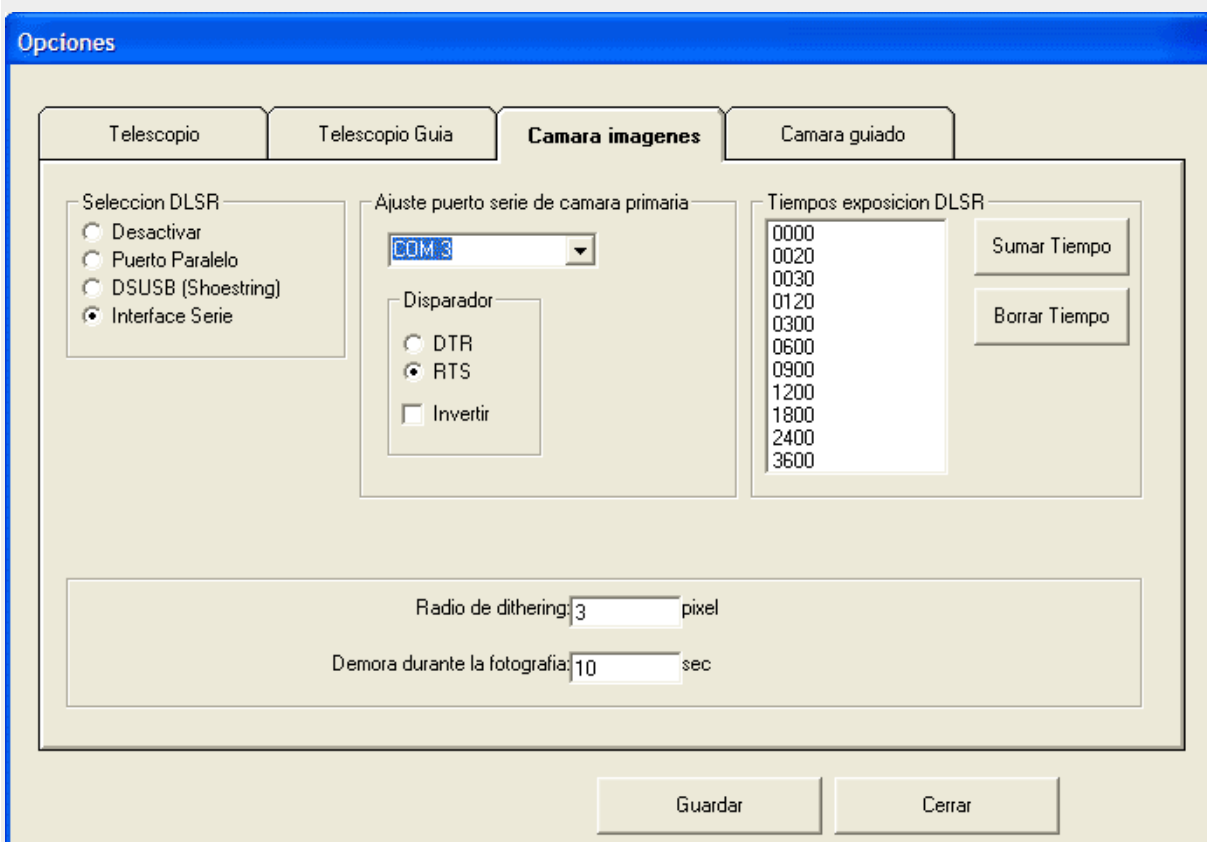 Opciones
Telescopio
Telescopio Guia
Camara imagenes
Camara guiado
Seleccion DLSR
Desactivar
Puerto Paralelo
DSUSB (Shoestring)
Interface Serie
Ajuste puerto serie de camara primaria
COM 3
Disparador
DTR
RTS
Invertir
Tiempos exposicion DLSR
0000
0020
0030
0120
0300
0600
0900
1200
1800
2400
3600
Sumar Tiempo
Borrar Tiempo
Radio de dithering: 3 pixel
Demora durante la fotografia: 10 sec
Guardar
Cerrar